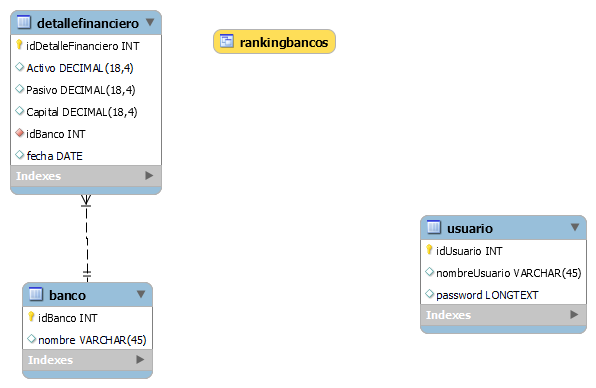 detallefinanciero
idDetalleFinanciero INT
Activo DECIMAL(18,4)
Pasivo DECIMAL(18,4)
Capital DECIMAL(18,4)
idBanco INT
fecha DATE
Indexes
rankingbancos
banco
idBanco INT
nombre VARCHAR(45)
Indexes
usuario
idUsuario INT
nombreUsuario VARCHAR(45)
password LONGTEXT
Indexes